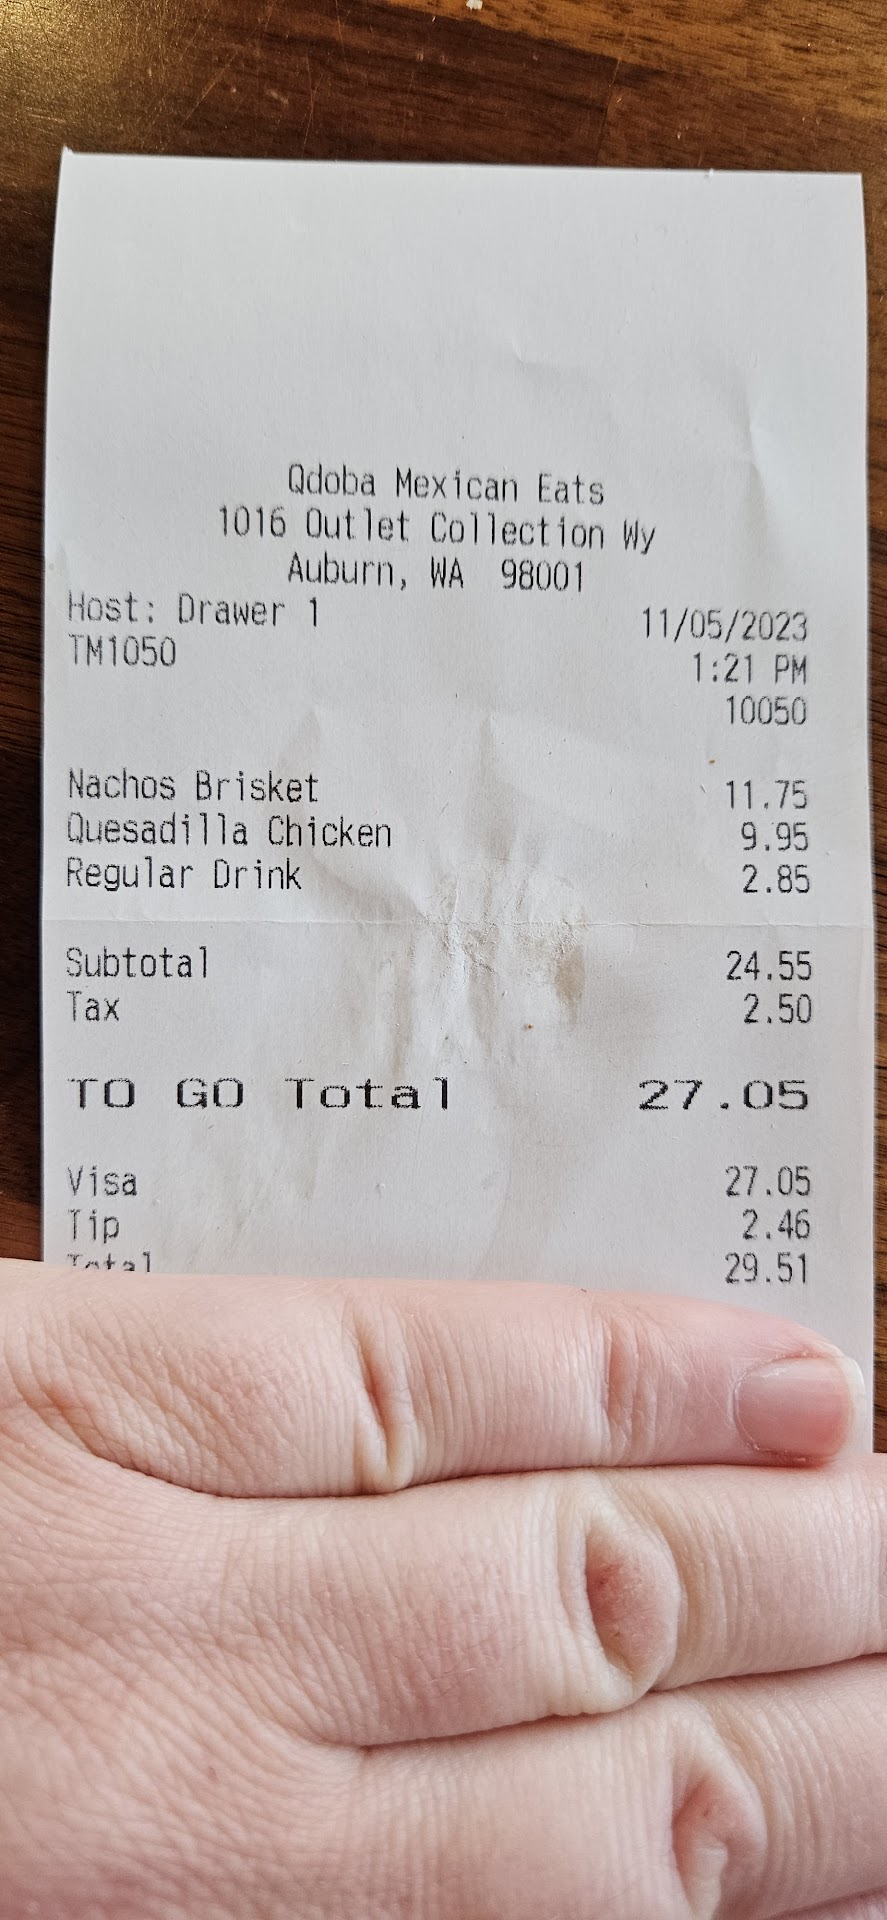 Qdoba Mexican Eats
1016 Outlet Collection Wy
Auburn, WA 98001
Host: Drawer 1 11/05/2023
TM1050 1:21 PM
10050
Nachos Brisket 11.75
Quesadilla Chicken 9.95
Regular Drink 2.85
Subtotal 24.55
Tax 2.50
TO GO Total 27.05
Visa 27.05
Tip 2.46
Total 29.51